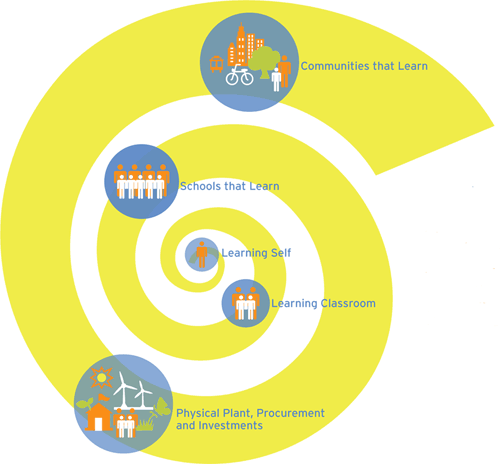 Communities that Learn
Schools that Learn
Learning Self
Learning Classroom
Physical Plant, Procurement
and Investments